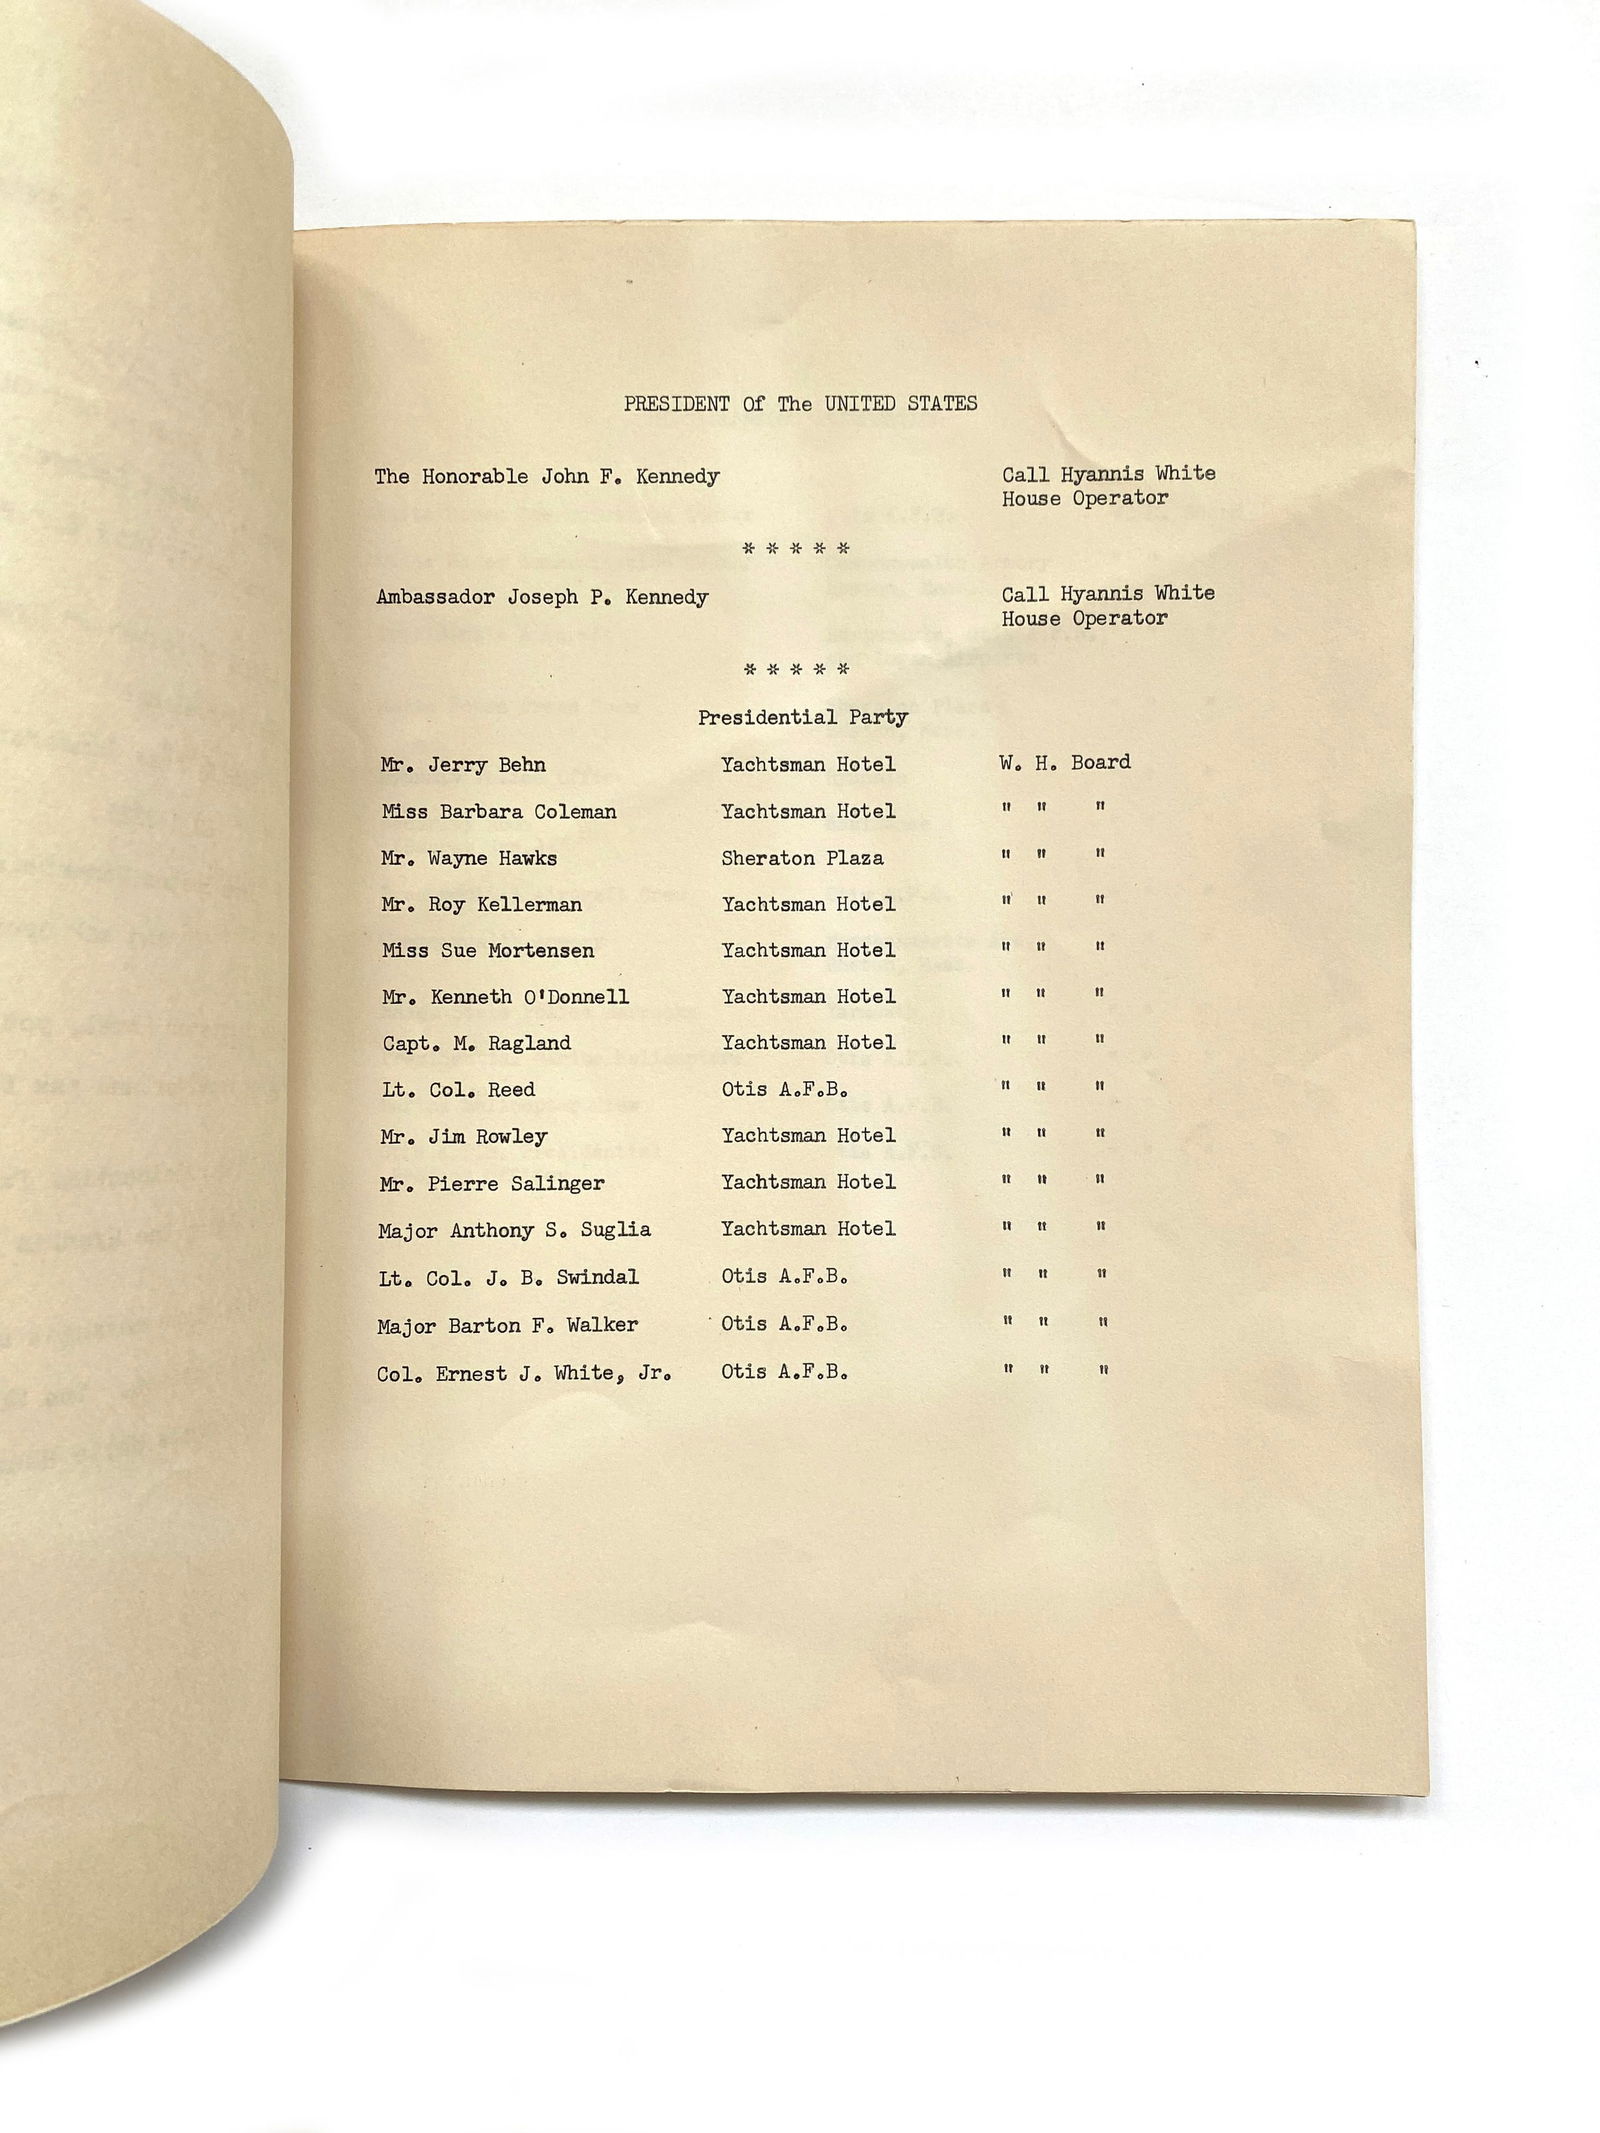 PRESIDENT Of The UNITED STATES
The Honorable John F. Kennedy Call Hyannis White
House Operator
* * * * *
Ambassador Joseph P. Kennedy Call Hyannis White
House Operator
* * * * *
Presidential Party
Mr. Jerry Behn Yachtsman Hotel W. H. Board
Miss Barbara Coleman Yachtsman Hotel " " "
Mr. Wayne Hawks Sheraton Plaza " " "
Mr. Roy Kellerman Yachtsman Hotel " " "
Miss Sue Mortensen Yachtsman Hotel " " "
Mr. Kenneth O'Donnell Yachtsman Hotel " " "
Capt. M. Ragland Yachtsman Hotel " " "
Lt. Col. Reed Otis A.F.B. " " "
Mr. Jim Rowley Yachtsman Hotel " " "
Mr. Pierre Salinger Yachtsman Hotel " " "
Major Anthony S. Suglia Yachtsman Hotel " " "
Lt. Col. J. B. Swindal Otis A.F.B. " " "
Major Barton F. Walker Otis A.F.B. " " "
Col. Ernest J. White, Jr. Otis A.F.B. " " "